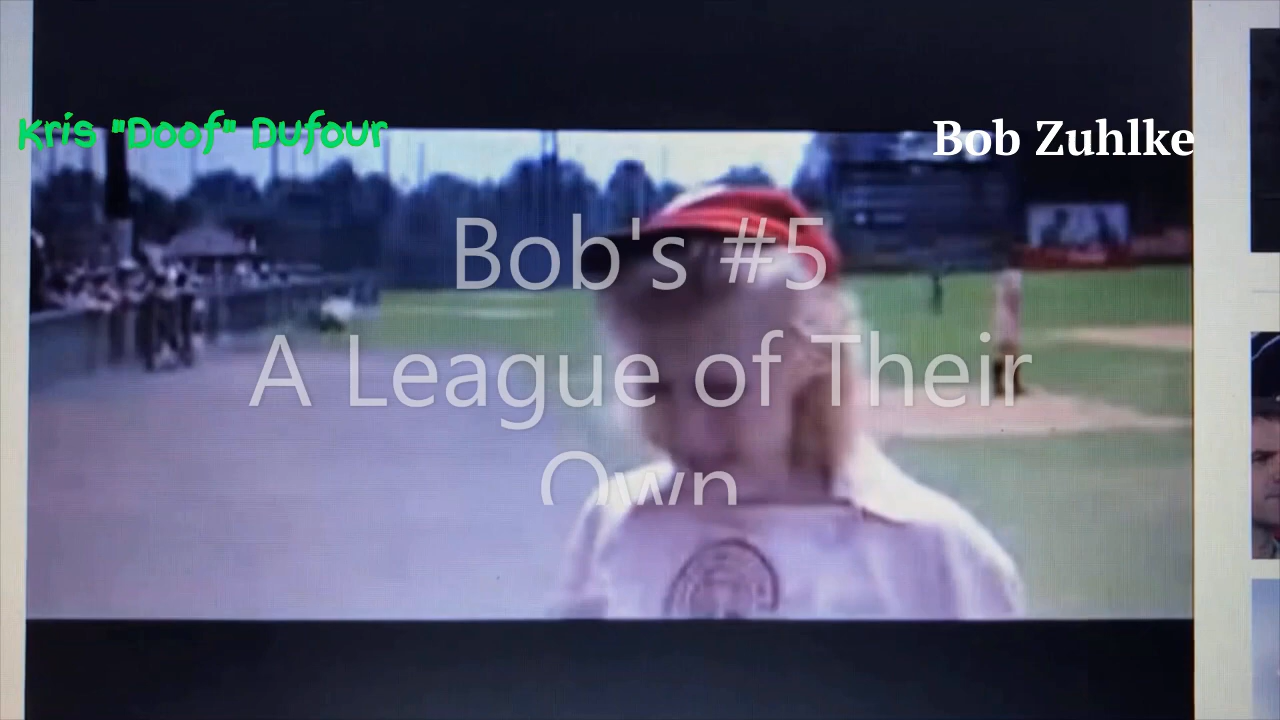 Kris "Doof" Dufour
Bob Zuhlke
Bob's #5
A League of Their
Own